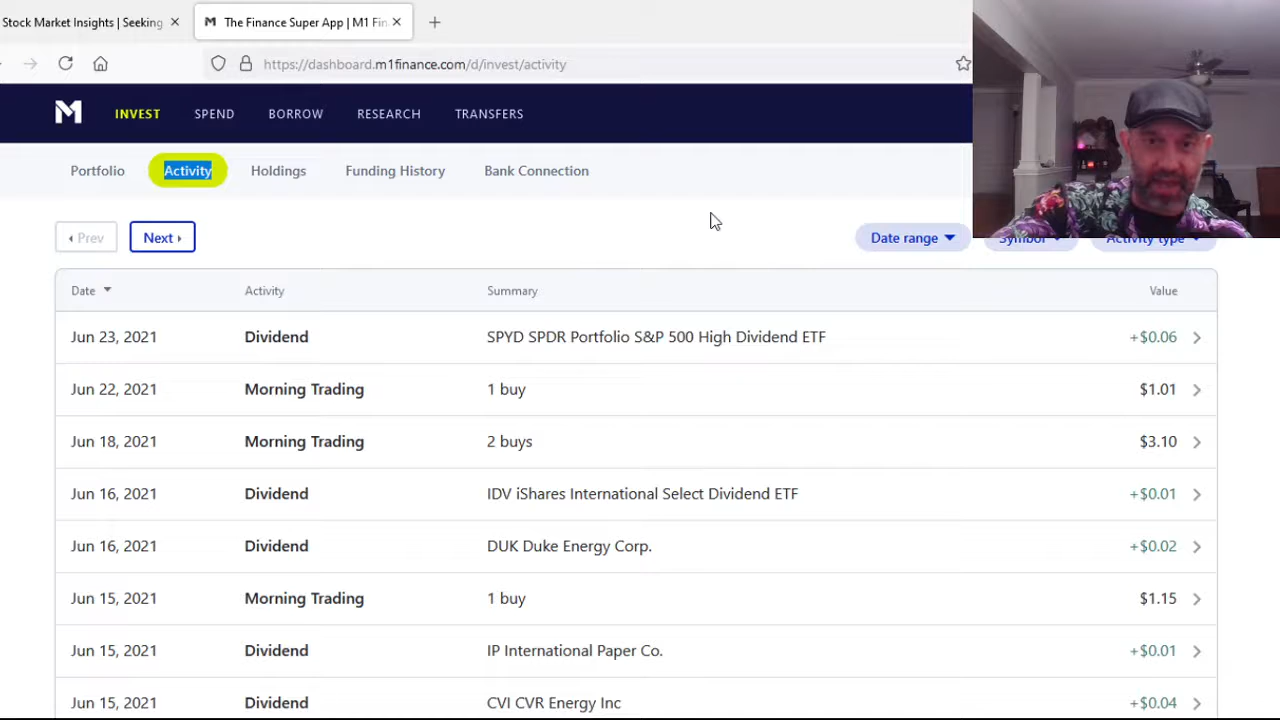 Stock Market Insights | Seeking
The Finance Super App | M1 Fin
https://dashboard.m1finance.com/d/invest/activity
M INVEST SPEND BORROW RESEARCH TRANSFERS
Portfolio Activity Holdings Funding History Bank Connection
Prev Next Date range Symbol Activity type
Date Activity Summary Value
Jun 23, 2021 Dividend SPYD SPDR Portfolio S&P 500 High Dividend ETF +$0.06
Jun 22, 2021 Morning Trading 1 buy $1.01
Jun 18, 2021 Morning Trading 2 buys $3.10
Jun 16, 2021 Dividend IDV iShares International Select Dividend ETF +$0.01
Jun 16, 2021 Dividend DUK Duke Energy Corp. +$0.02
Jun 15, 2021 Morning Trading 1 buy $1.15
Jun 15, 2021 Dividend IP International Paper Co. +$0.01
Jun 15, 2021 Dividend CVI CVR Energy Inc +$0.04